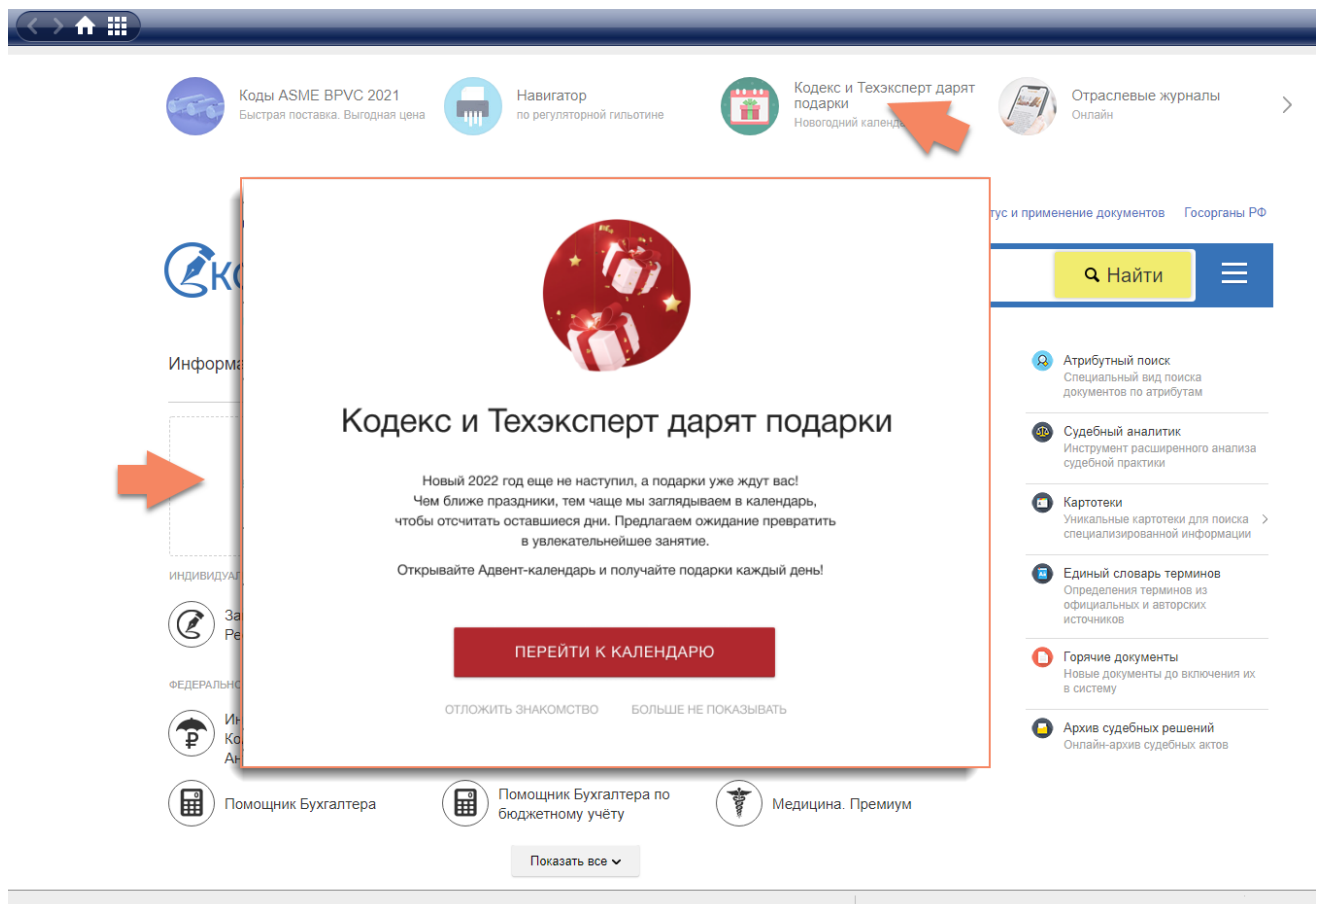 Коды ASME BPVC 2021
Быстрая поставка. Выгодная цена
Навигатор
по регуляторной гильотине
Кодекс и Техэксперт дарят
подарки
Новогодний
Отраслевые журналы
Онлайн
и применение документов
Госорганы РФ
Найти
Кодекс и Техэксперт дарят подарки
Новый 2022 год еще не наступил, а подарки уже ждут вас!
Чем ближе праздники, тем чаще мы заглядываем в календарь,
чтобы отсчитать оставшиеся дни. Предлагаем ожидание превратить
в увлекательнейшее занятие.
Открывайте Адвент-календарь и получайте подарки каждый день!
ПЕРЕЙТИ К КАЛЕНДАРЮ
ОТЛОЖИТЬ ЗНАКОМСТВО
БОЛЬШЕ НЕ ПОКАЗЫВАТЬ
Атрибутный поиск
Специальный вид поиска
документов по атрибутам
Судебный аналитик
Инструмент расширенного анализа
судебной практики
Картотеки
Уникальные картотеки для поиска
специализированной информации
Единый словарь терминов
Определения терминов из
официальных и авторских
источников
Горячие документы
Новые документы до включения их
в систему
Архив судебных решений
Онлайн-архив судебных актов
Помощник Бухгалтера
Помощник Бухгалтера по
бюджетному учёту
Медицина. Премиум
Показать все